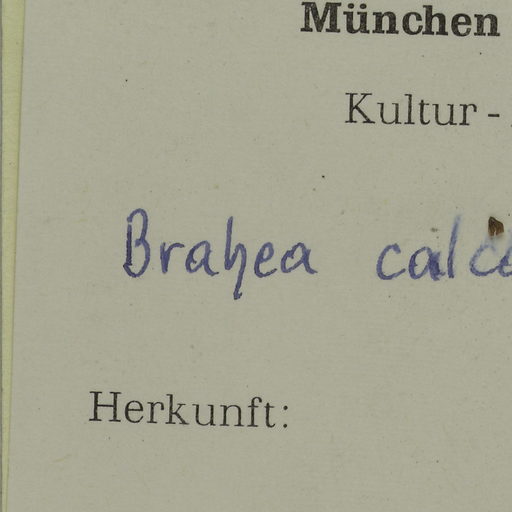 München
Kultur -
Brahea calc
Herkunft: